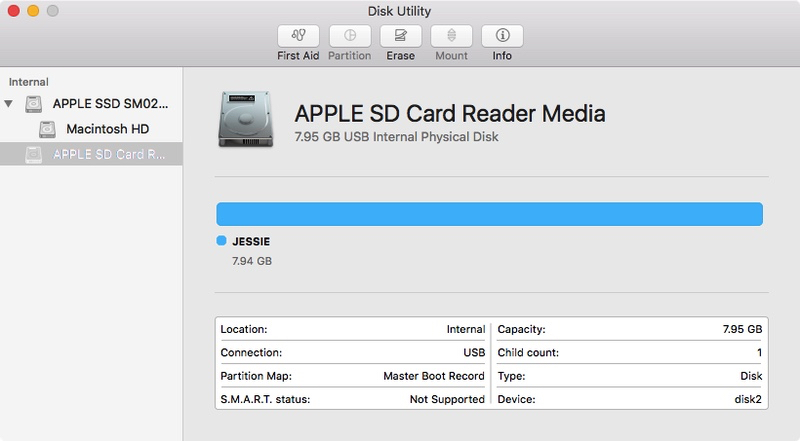 Disk Utility
First Aid Partition Erase Mount Info
Internal
APPLE SSD SM02...
Macintosh HD
APPLE SD Card R...
APPLE SD Card Reader Media
7.95 GB USB Internal Physical Disk
JESSIE
7.94 GB
Location: Internal Capacity: 7.95 GB
Connection: USB Child count: 1
Partition Map: Master Boot Record Type: Disk
S.M.A.R.T. status: Not Supported Device: disk2